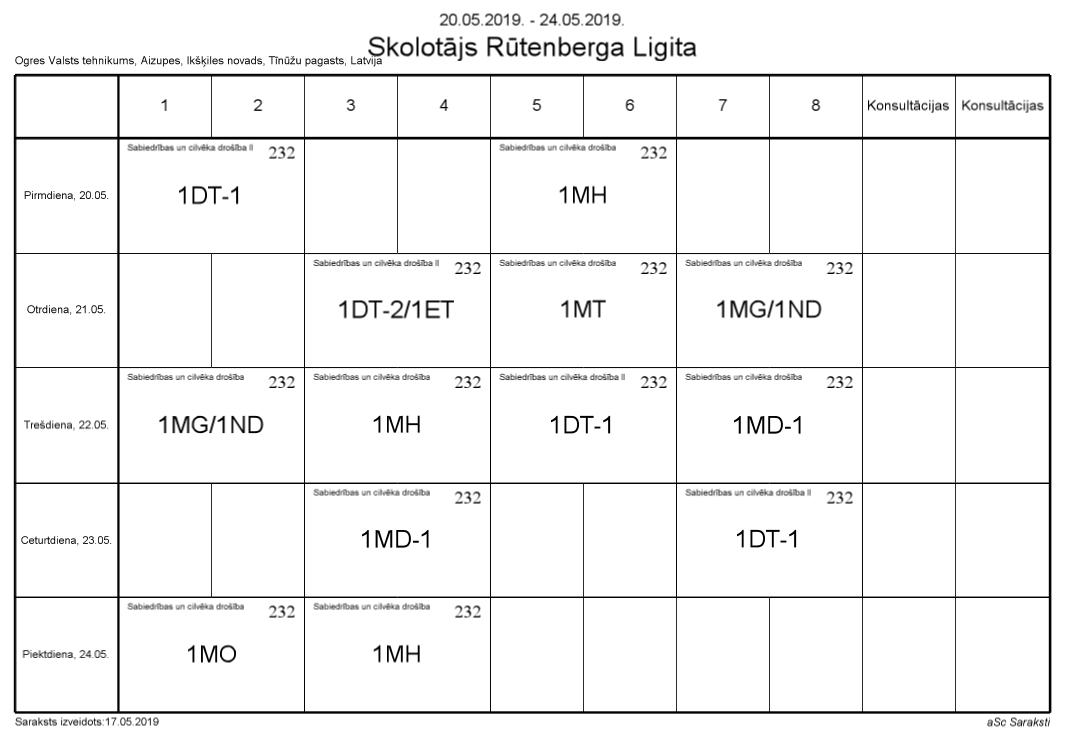 20.05.2019. - 24.05.2019.
Skolotājs Rūtenberga Ligita
Ogres Valsts tehnikums, Aizupes, Ikšķiles novads, Tīnūžu pagasts, Latvija
1 2 3 4 5 6 7 8 Konsultācijas Konsultācijas
Sabiedrības un cilvēka drošība II 232 Sabiedrības un cilvēka drošība 232
Pirmdiena, 20.05. 1DT-1 1MH
Sabiedrības un cilvēka drošība II 232 Sabiedrības un cilvēka drošība 232 Sabiedrības un cilvēka drošība 232
Otrdiena, 21.05. 1DT-2/1ET 1MT 1MG/1ND
Sabiedrības un cilvēka drošība 232 Sabiedrības un cilvēka drošība 232 Sabiedrības un cilvēka drošība II 232 Sabiedrības un cilvēka drošība 232
Trešdiena, 22.05. 1MG/1ND 1MH 1DT-1 1MD-1
Sabiedrības un cilvēka drošība 232 Sabiedrības un cilvēka drošība II 232
Ceturtdiena, 23.05. 1MD-1 1DT-1
Sabiedrības un cilvēka drošība 232 Sabiedrības un cilvēka drošība 232
Piektdiena, 24.05. 1MO 1MH
Saraksts izveidots:17.05.2019 aSc Saraksti